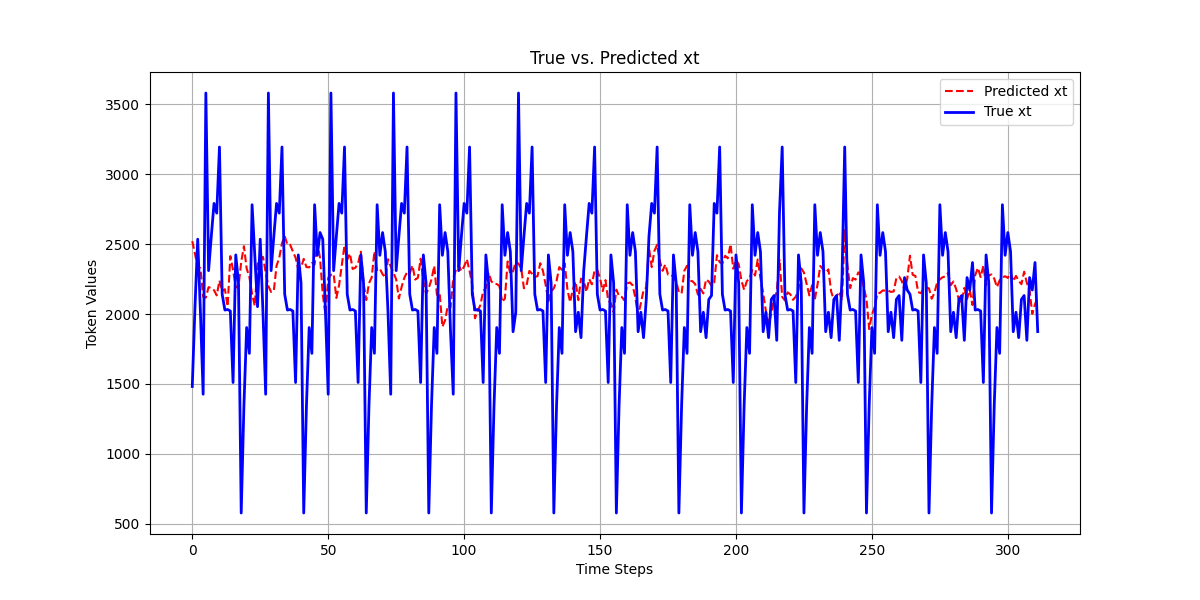 True vs. Predicted xt
Predicted xt
True xt
Token Values
3500
3000
2500
2000
1500
1000
500
0
50
100
150
200
250
300
Time Steps